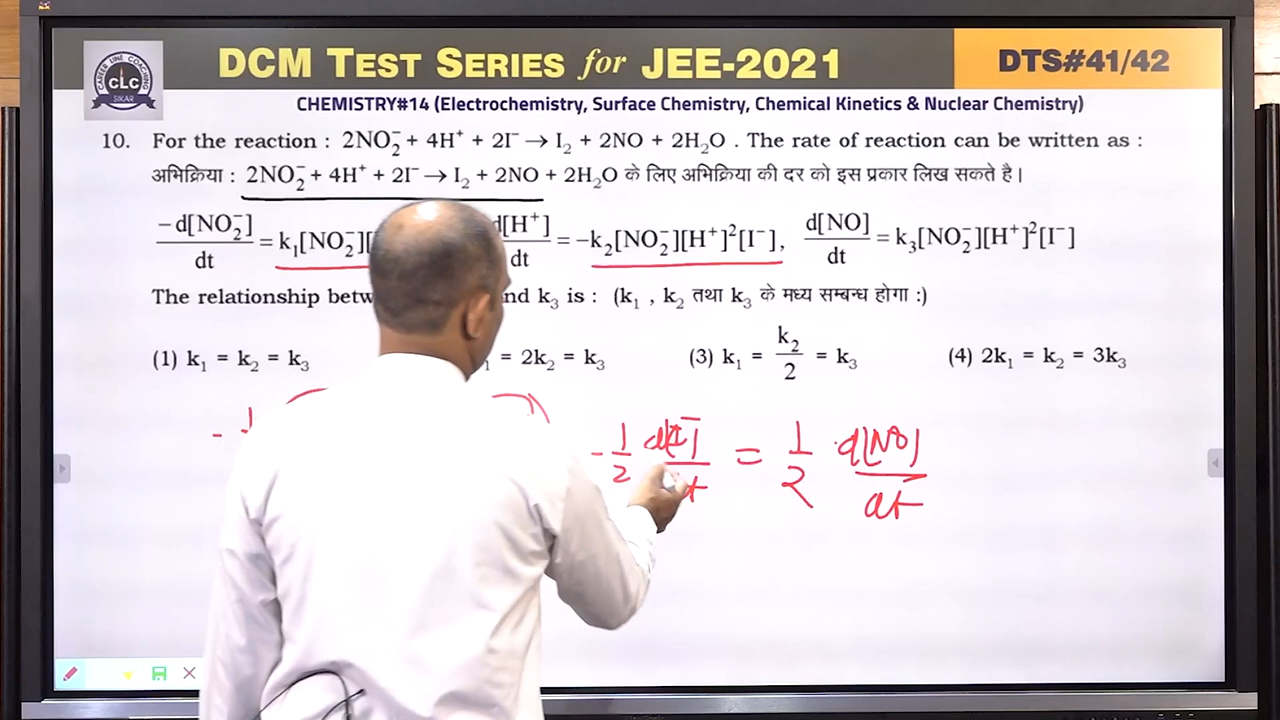 DCM TEST SERIES for JEE-2021
DTS#41/42
CAREER LINE COACHING
CLC
SIKAR
CHEMISTRY#14 (Electrochemistry, Surface Chemistry, Chemical Kinetics & Nuclear Chemistry)
10. For the reaction : 2NO₂⁻ + 4H⁺ + 2I⁻ → I₂ + 2NO + 2H₂O . The rate of reaction can be written as :
अभिक्रिया : 2NO₂⁻ + 4H⁺ + 2I⁻ → I₂ + 2NO + 2H₂O के लिए अभिक्रिया की दर को इस प्रकार लिख सकते है।
-d[NO₂⁻]/dt = k₁[NO₂⁻][ d[H⁺]/dt = -k₂[NO₂⁻][H⁺]²[I⁻], d[NO]/dt = k₃[NO₂⁻][H⁺]²[I⁻]
The relationship nd k₃ is : (k₁ , k₂ तथा k₃ के मध्य सम्बन्ध होगा :)
(1) k₁ = k₂ = k₃ = 2k₂ = k₃ (3) k₁ = k₂/2 = k₃ (4) 2k₁ = k₂ = 3k₃
- 1/2 d[I⁻]/dt = 1/2 d[NO]/dt